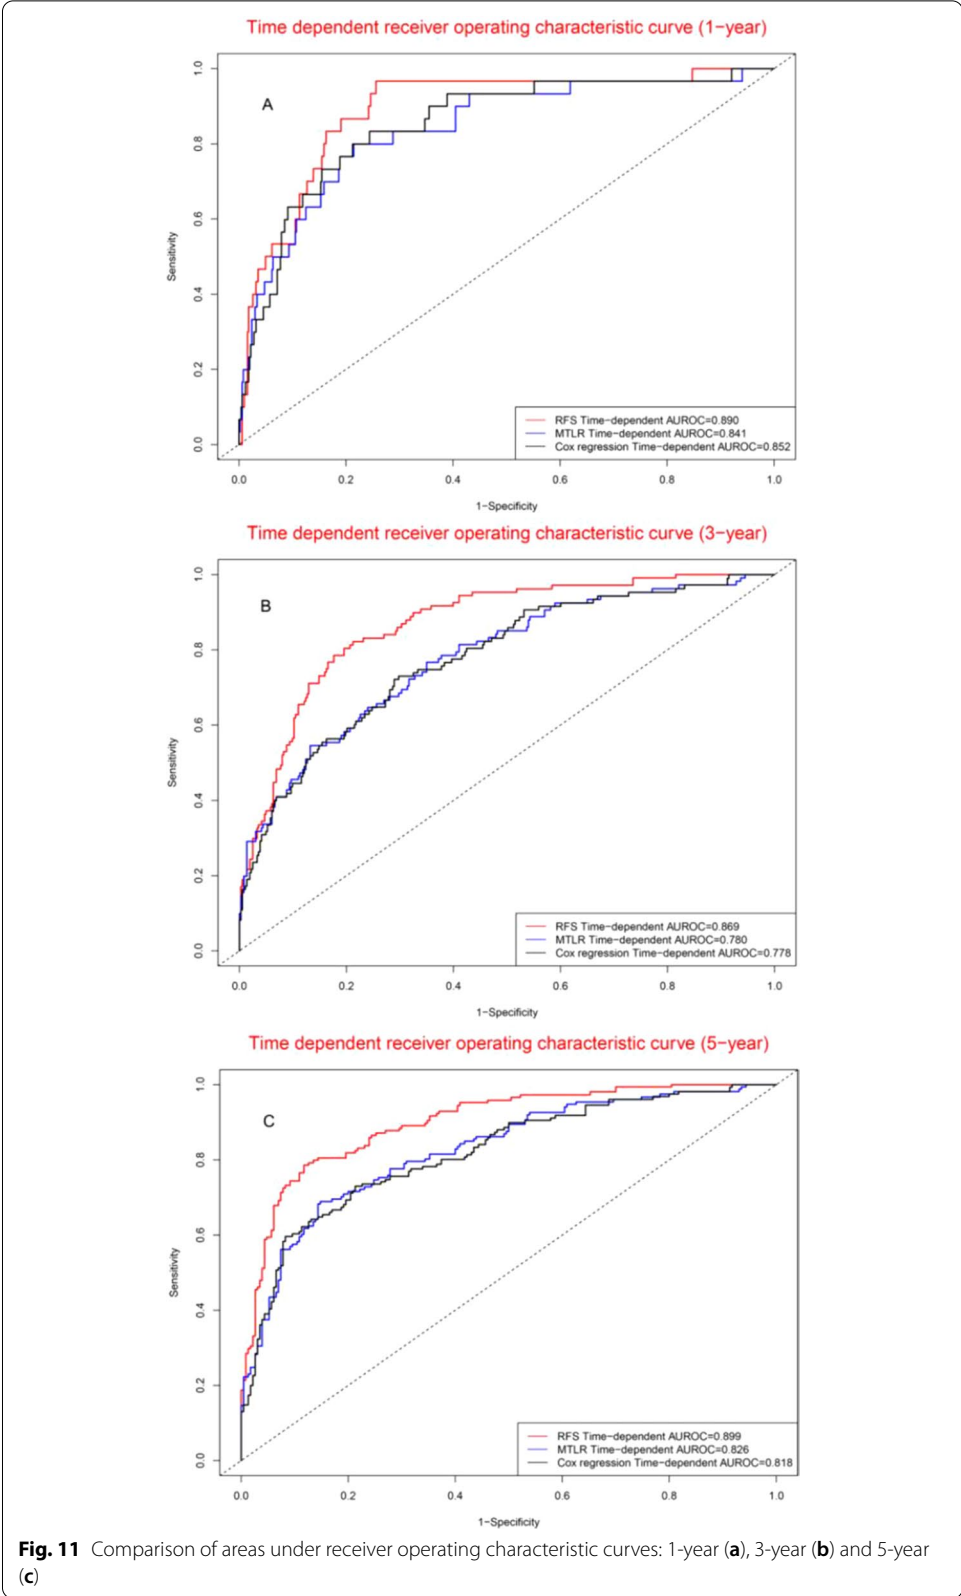 Time dependent receiver operating characteristic curve (1−year)
A
Sensitivity
1.0
0.8
0.6
0.4
0.2
0.0
RFS Time−dependent AUROC=0.890
MTLR Time−dependent AUROC=0.841
Cox regression Time−dependent AUROC=0.852
0.0 0.2 0.4 0.6 0.8 1.0
1−Specificity
Time dependent receiver operating characteristic curve (3−year)
B
Sensitivity
1.0
0.8
0.6
0.4
0.2
0.0
RFS Time−dependent AUROC=0.869
MTLR Time−dependent AUROC=0.780
Cox regression Time−dependent AUROC=0.778
0.0 0.2 0.4 0.6 0.8 1.0
1−Specificity
Time dependent receiver operating characteristic curve (5−year)
C
Sensitivity
1.0
0.8
0.6
0.4
0.2
0.0
RFS Time−dependent AUROC=0.899
MTLR Time−dependent AUROC=0.826
Cox regression Time−dependent AUROC=0.818
0.0 0.2 0.4 0.6 0.8 1.0
1−Specificity
Fig. 11 Comparison of areas under receiver operating characteristic curves: 1-year (a), 3-year (b) and 5-year
(c)